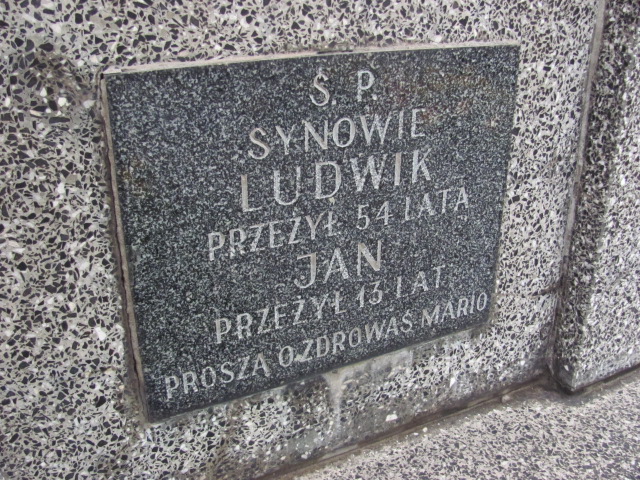 Ś. P.
SYNOWIE
LUDWIK
PRZEŻYŁ 54 LATA
JAN
PRZEŻYŁ 13 LAT
PROSZĄ O ZDROWAŚ MARIO